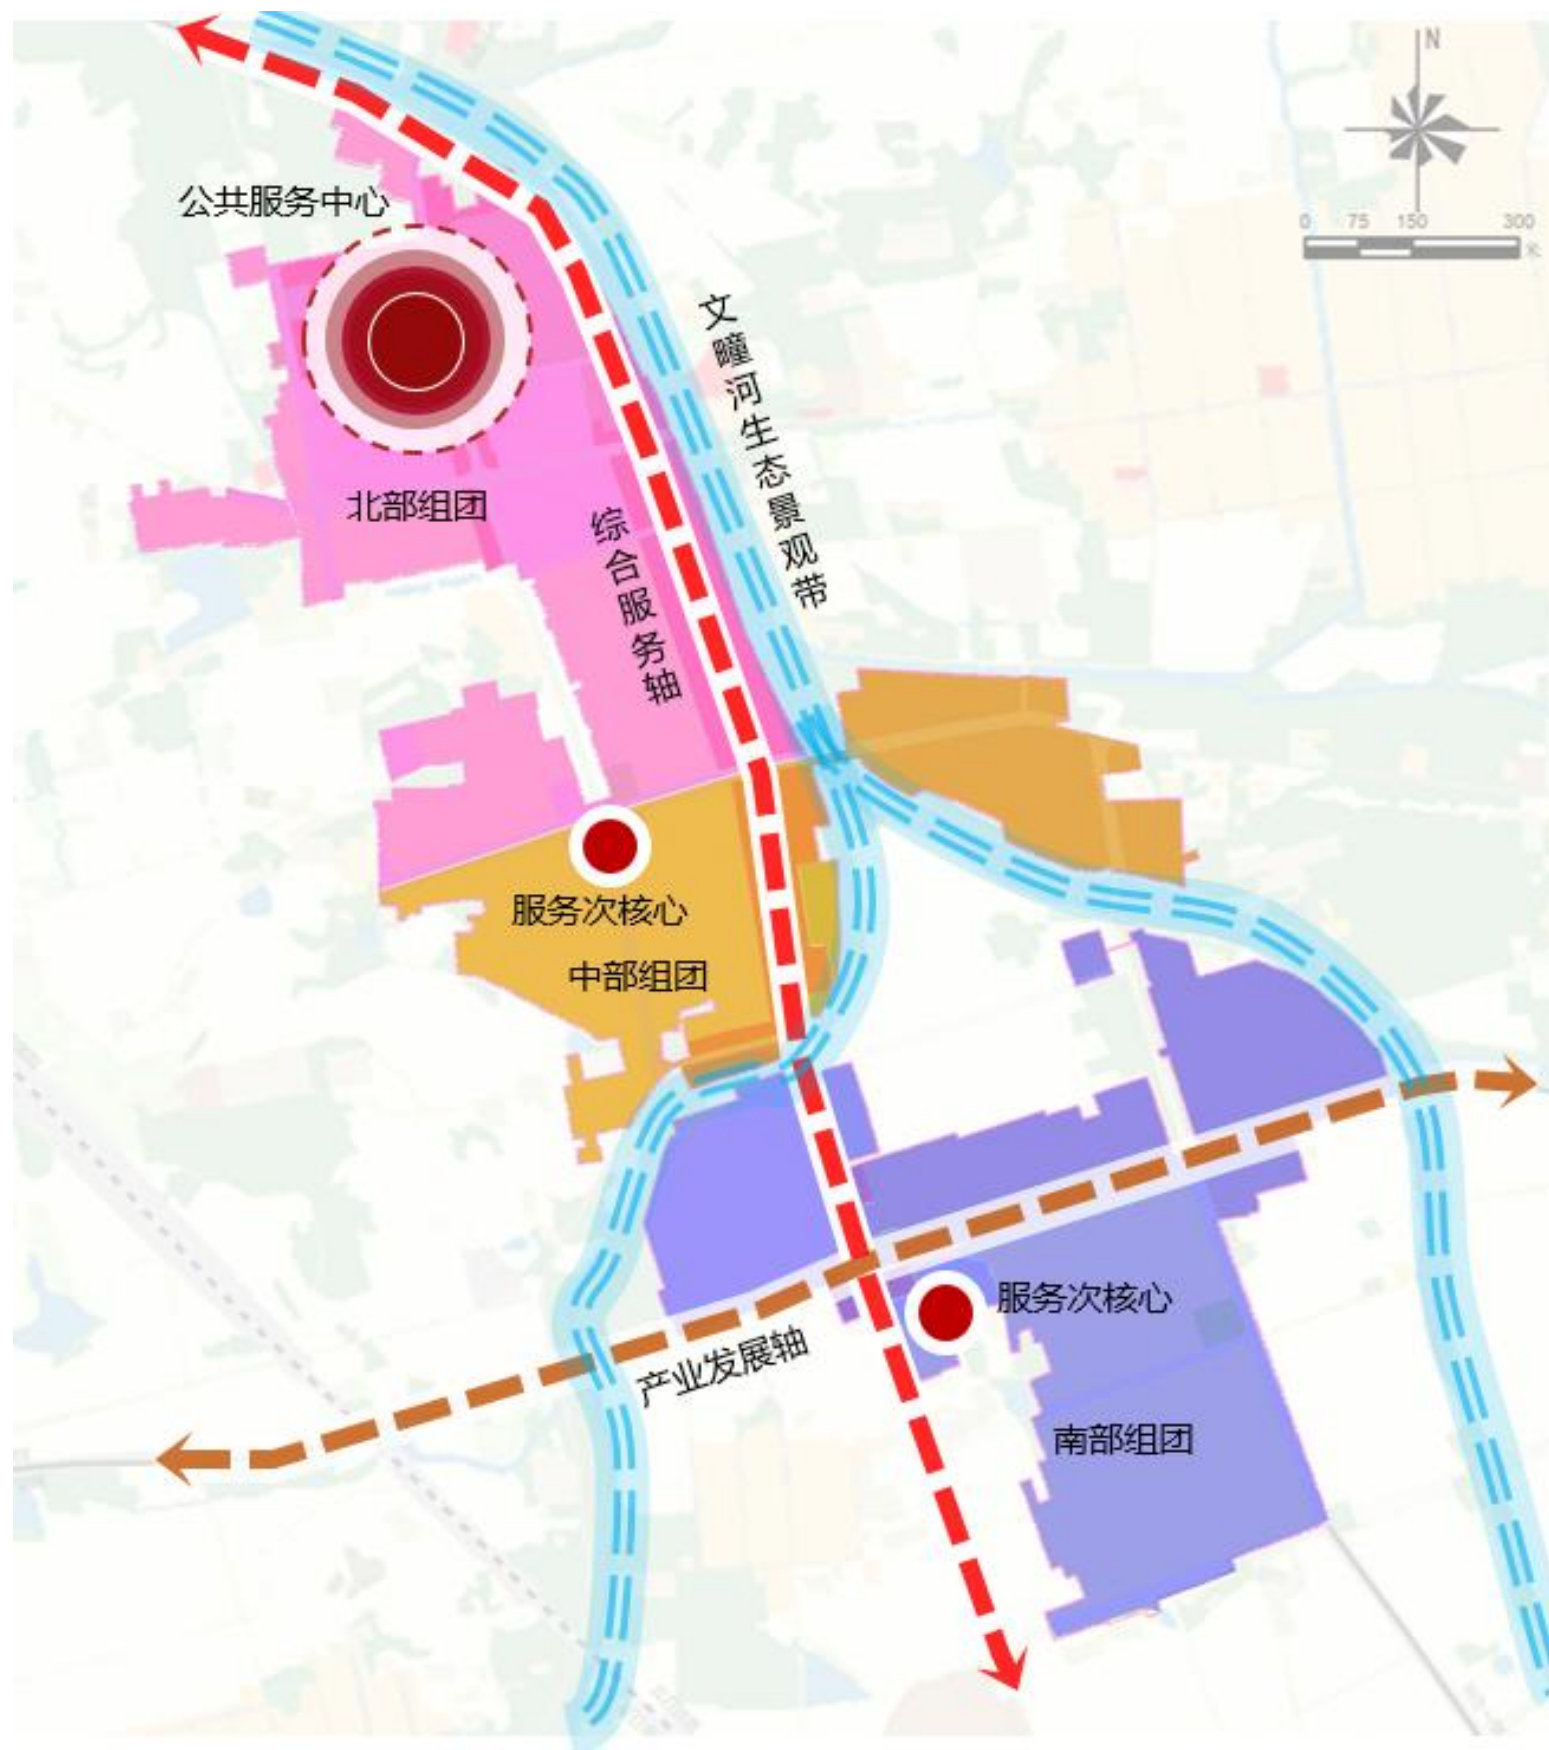 N
0 75 150 300
米
公共服务中心
文疃河生态景观带
北部组团
综合服务轴
服务次核心
中部组团
服务次核心
产业发展轴
南部组团